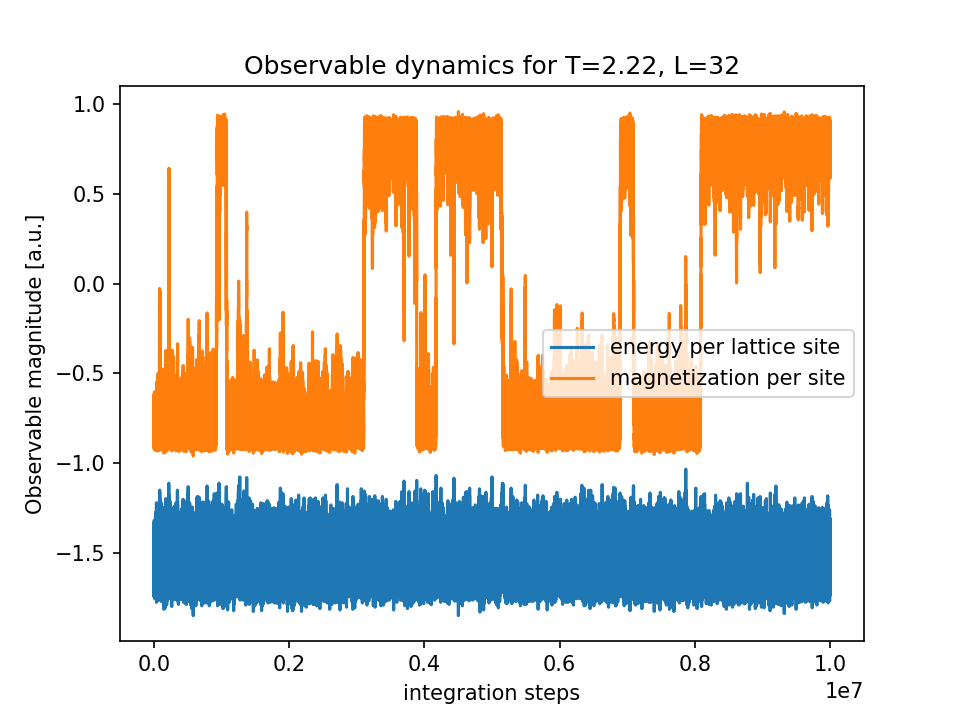 Observable dynamics for T=2.22, L=32
Observable magnitude [a.u.]
1.0
0.5
0.0
−0.5
−1.0
−1.5
energy per lattice site
magnetization per site
0.0 0.2 0.4 0.6 0.8 1.0
1e7
integration steps